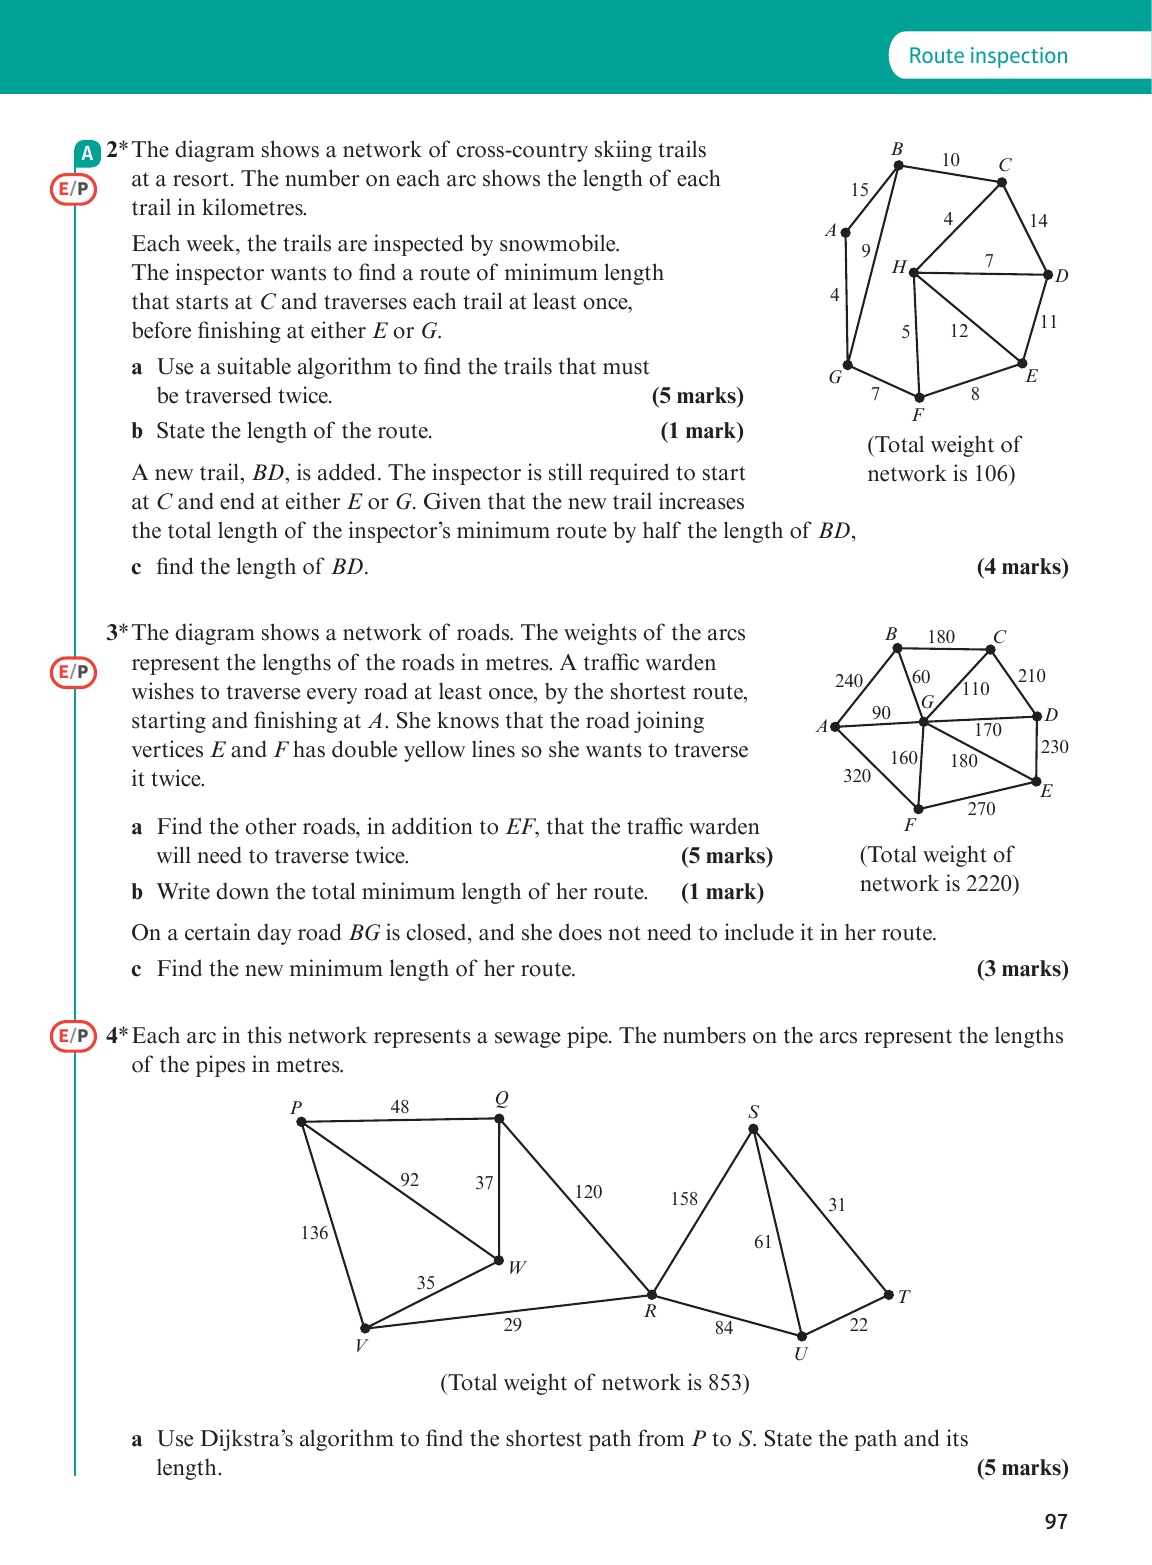 Route inspection
A
E/P
2* The diagram shows a network of cross-country skiing trails
at a resort. The number on each arc shows the length of each
trail in kilometres.
Each week, the trails are inspected by snowmobile.
The inspector wants to find a route of minimum length
that starts at C and traverses each trail at least once,
before finishing at either E or G.
a Use a suitable algorithm to find the trails that must
be traversed twice. (5 marks)
b State the length of the route. (1 mark)
B
10
C
15
4
14
A
9
H
7
D
4
5
12
11
G
7
F
8
E
(Total weight of
network is 106)
A new trail, BD, is added. The inspector is still required to start
at C and end at either E or G. Given that the new trail increases
the total length of the inspector's minimum route by half the length of BD,
c find the length of BD. (4 marks)
E/P
3* The diagram shows a network of roads. The weights of the arcs
represent the lengths of the roads in metres. A traffic warden
wishes to traverse every road at least once, by the shortest route,
starting and finishing at A. She knows that the road joining
vertices E and F has double yellow lines so she wants to traverse
it twice.
a Find the other roads, in addition to EF, that the traffic warden
will need to traverse twice. (5 marks)
b Write down the total minimum length of her route. (1 mark)
B
180
C
240
60
110
210
G
90
A
D
170
230
160
180
320
E
270
F
(Total weight of
network is 2220)
On a certain day road BG is closed, and she does not need to include it in her route.
c Find the new minimum length of her route. (3 marks)
E/P
4* Each arc in this network represents a sewage pipe. The numbers on the arcs represent the lengths
of the pipes in metres.
P
48
Q
S
92
37
120
158
31
136
61
35
W
R
T
29
84
22
V
U
(Total weight of network is 853)
a Use Dijkstra's algorithm to find the shortest path from P to S. State the path and its
length. (5 marks)
97